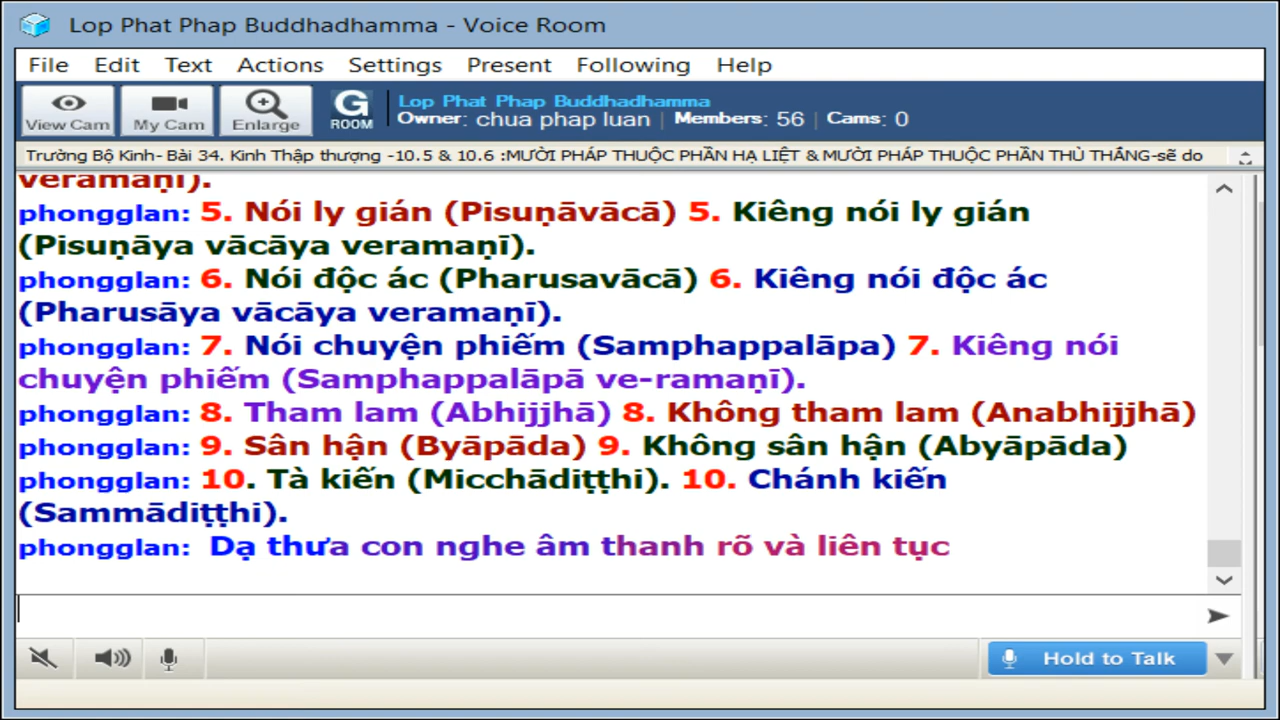 Lop Phat Phap Buddhadhamma - Voice Room
File Edit Text Actions Settings Present Following Help
View Cam My Cam Enlarge G ROOM
Lop Phat Phap Buddhadhamma
Owner: chua phap luan | Members: 56 | Cams: 0
Trường Bộ Kinh- Bài 34. Kinh Thập thượng -10.5 & 10.6 :MƯỜI PHÁP THUỘC PHẦN HẠ LIỆT & MƯỜI PHÁP THUỘC PHẦN THÙ THẮNG-sẽ do
veramaṇī).
phongglan: 5. Nói ly gián (Pisuṇāvācā) 5. Kiêng nói ly gián
(Pisuṇāya vācāya veramaṇī).
phongglan: 6. Nói độc ác (Pharusavācā) 6. Kiêng nói độc ác
(Pharusāya vācāya veramaṇī).
phongglan: 7. Nói chuyện phiếm (Samphappalāpa) 7. Kiêng nói
chuyện phiếm (Samphappalāpā ve-ramaṇī).
phongglan: 8. Tham lam (Abhijjhā) 8. Không tham lam (Anabhijjhā)
phongglan: 9. Sân hận (Byāpāda) 9. Không sân hận (Abyāpāda)
phongglan: 10. Tà kiến (Micchādiṭṭhi). 10. Chánh kiến
(Sammādiṭṭhi).
phongglan: Dạ thưa con nghe âm thanh rõ và liên tục
Hold to Talk